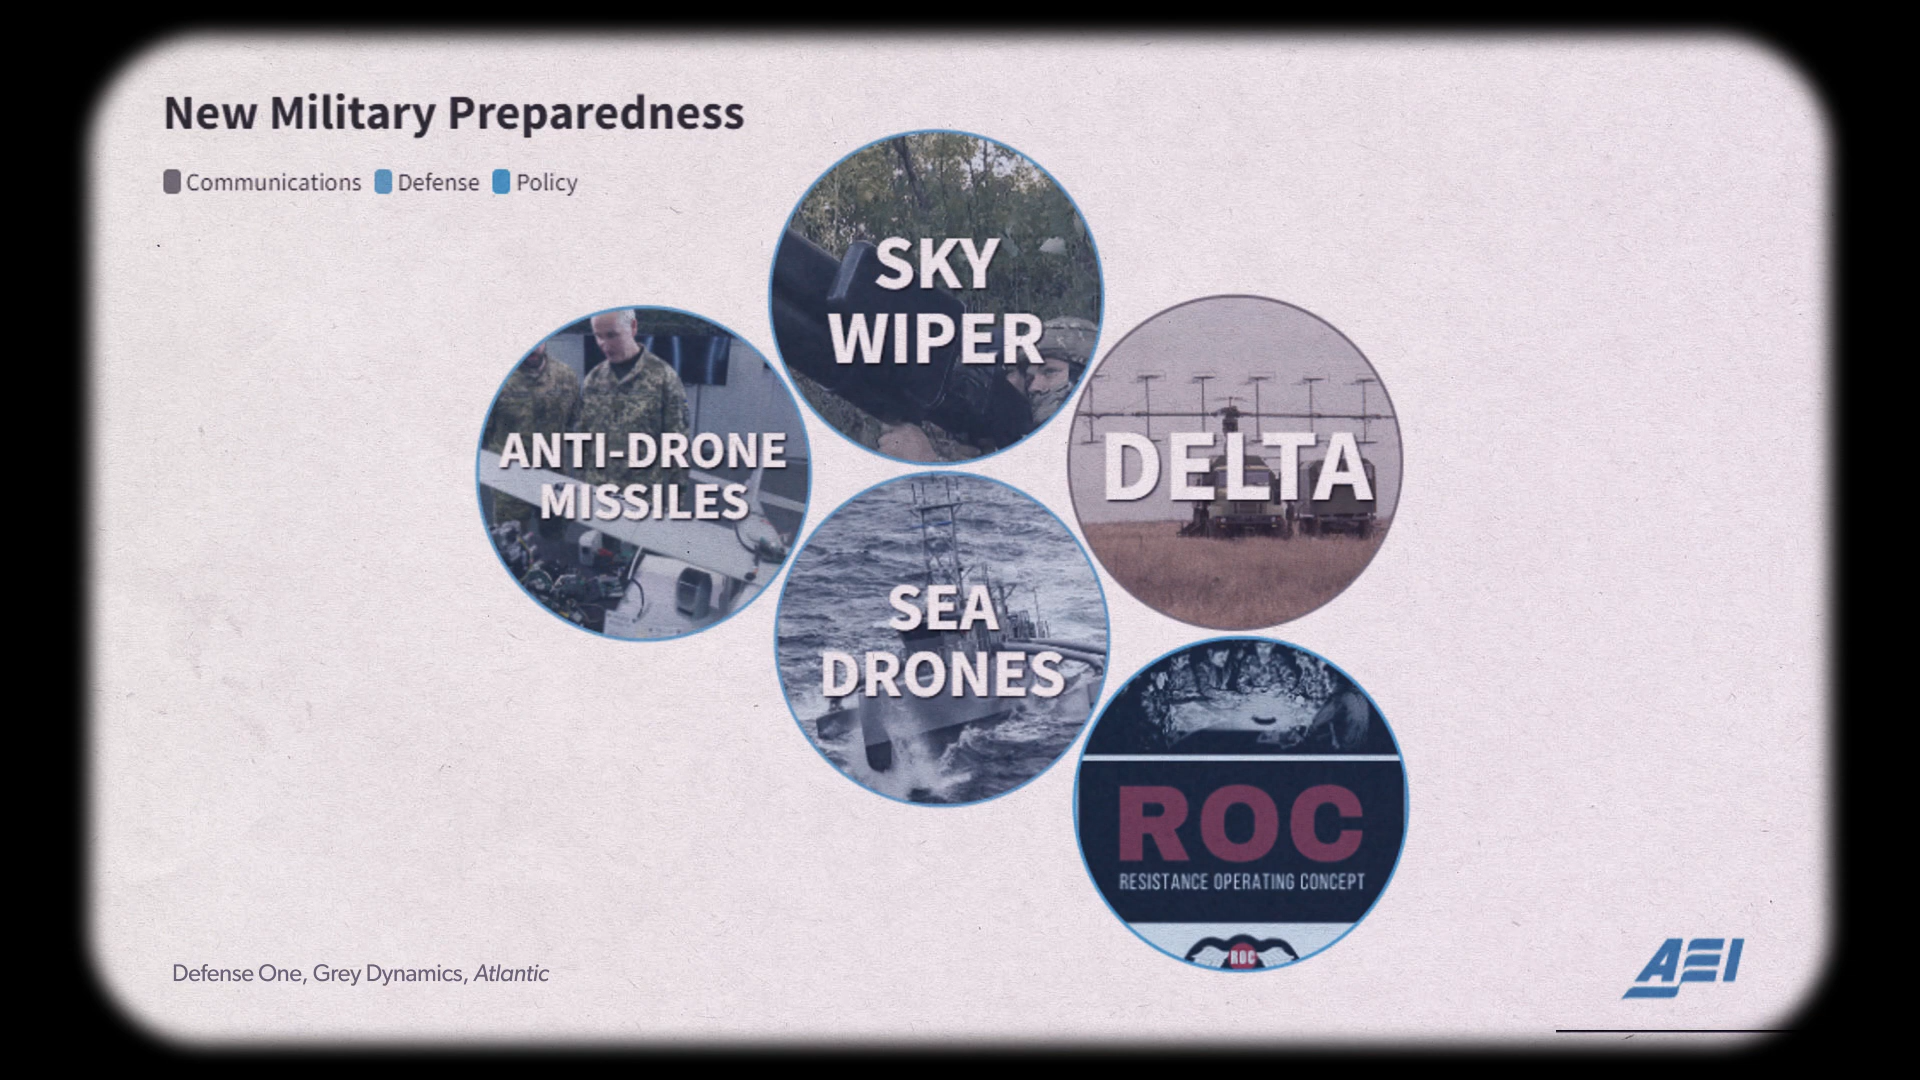 New Military Preparedness
Communications
Defense
Policy
SKY
WIPER
ANTI-DRONE
MISSILES
DELTA
SEA
DRONES
ROC
RESISTANCE OPERATING CONCEPT
ROC
Defense One, Grey Dynamics, Atlantic
AEI